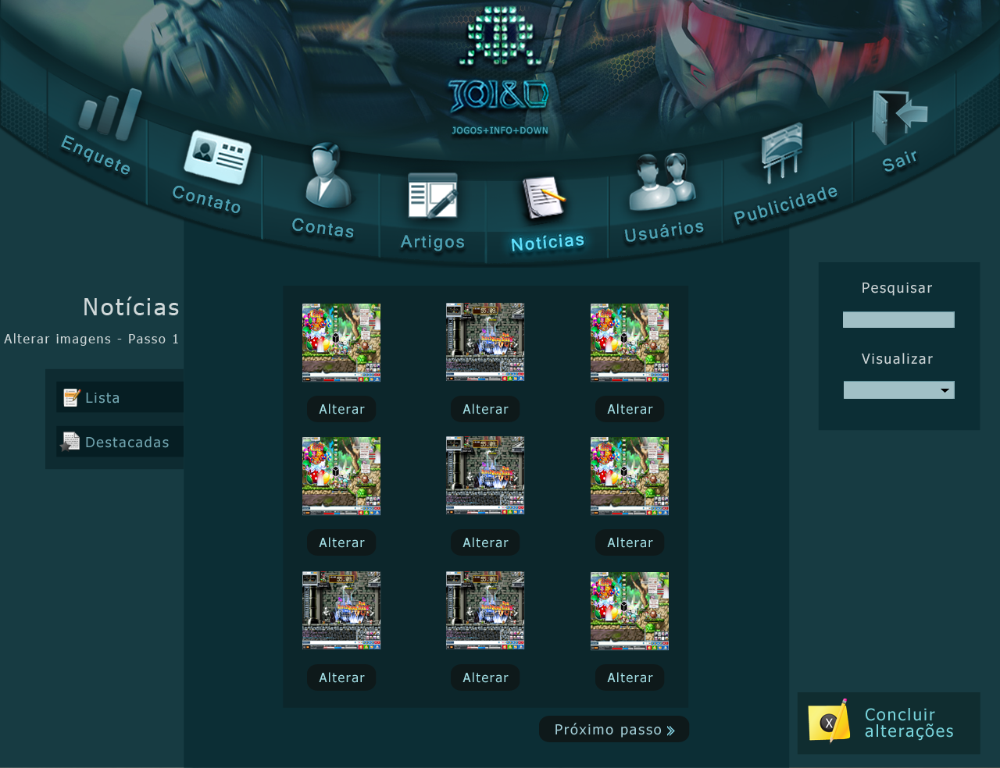 JOI&D
JOGOS+INFO+DOWN
Enquete
Contato
Contas
Artigos
Notícias
Usuários
Publicidade
Sair
Notícias
Alterar imagens - Passo 1
Lista
Destacadas
Alterar
Alterar
Alterar
Alterar
Alterar
Alterar
Alterar
Alterar
Alterar
Próximo passo
Pesquisar
Visualizar
X
Concluir
alterações